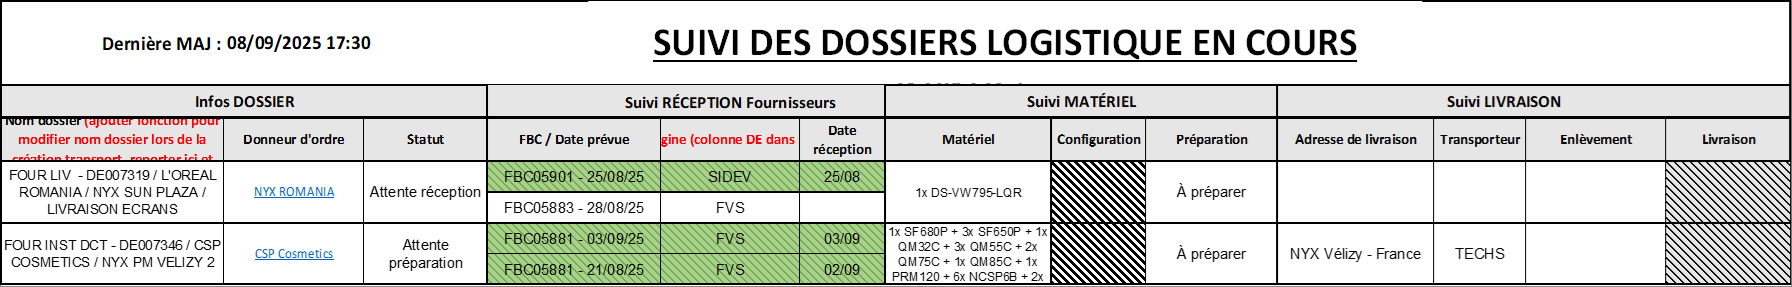 Dernière MAJ : 08/09/2025 17:30
SUIVI DES DOSSIERS LOGISTIQUE EN COURS
Infos DOSSIER
Suivi RÉCEPTION Fournisseurs
Suivi MATÉRIEL
Suivi LIVRAISON
Nom dossier (ajouter fonction pour
modifier nom dossier lors de la
création transport, reporter ici et
Donneur d'ordre
Statut
FBC / Date prévue
gine (colonne DE dans
Date
réception
Matériel
Configuration
Préparation
Adresse de livraison
Transporteur
Enlèvement
Livraison
FOUR LIV - DE007319 / L'OREAL
ROMANIA / NYX SUN PLAZA /
LIVRAISON ECRANS
NYX ROMANIA
Attente réception
FBC05901 - 25/08/25
SIDEV
25/08
FBC05883 - 28/08/25
FVS
1x DS-VW795-LQR
À préparer
FOUR INST DCT - DE007346 / CSP
COSMETICS / NYX PM VELIZY 2
CSP Cosmetics
Attente
préparation
FBC05881 - 03/09/25
FVS
03/09
FBC05881 - 21/08/25
FVS
02/09
1x SF680P + 3x SF650P + 1x
QM32C + 3x QM55C + 2x
QM75C + 1x QM85C + 1x
PRM120 + 6x NCSP6B + 2x
À préparer
NYX Vélizy - France
TECHS